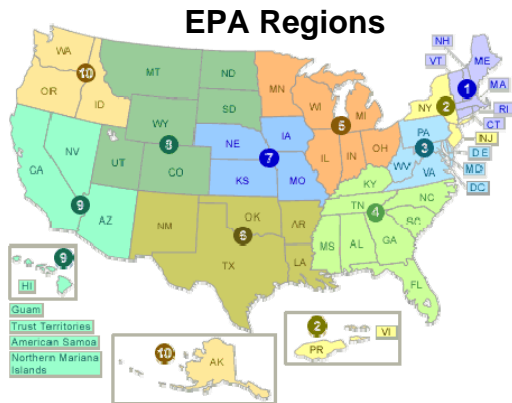 EPA Regions
NH
WA
VT
ME
MT
ND
10
MN
1
MA
OR
ID
WI
MI
NY
2
SD
RI
WY
5
CT
PA
NJ
8
NE
IA
3
DE
NV
OH
CA
UT
CO
7
IL
IN
WV
VA
MD
KS
MO
KY
DC
9
TN
4
NC
AZ
NM
OK
AR
SC
6
MS
AL
GA
TX
LA
9
FL
HI
Guam
2
VI
Trust Territories
PR
American Samoa
10
AK
Northern Mariana
Islands